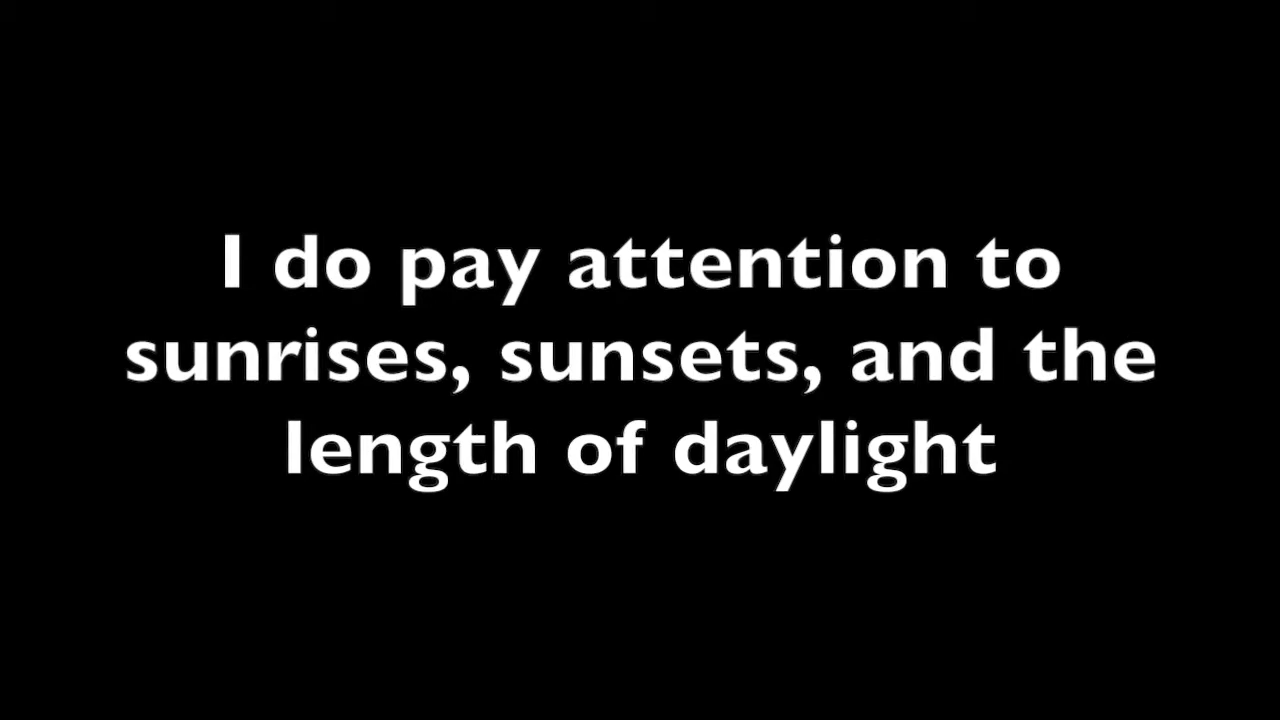 I do pay attention to
sunrises, sunsets, and the
length of daylight